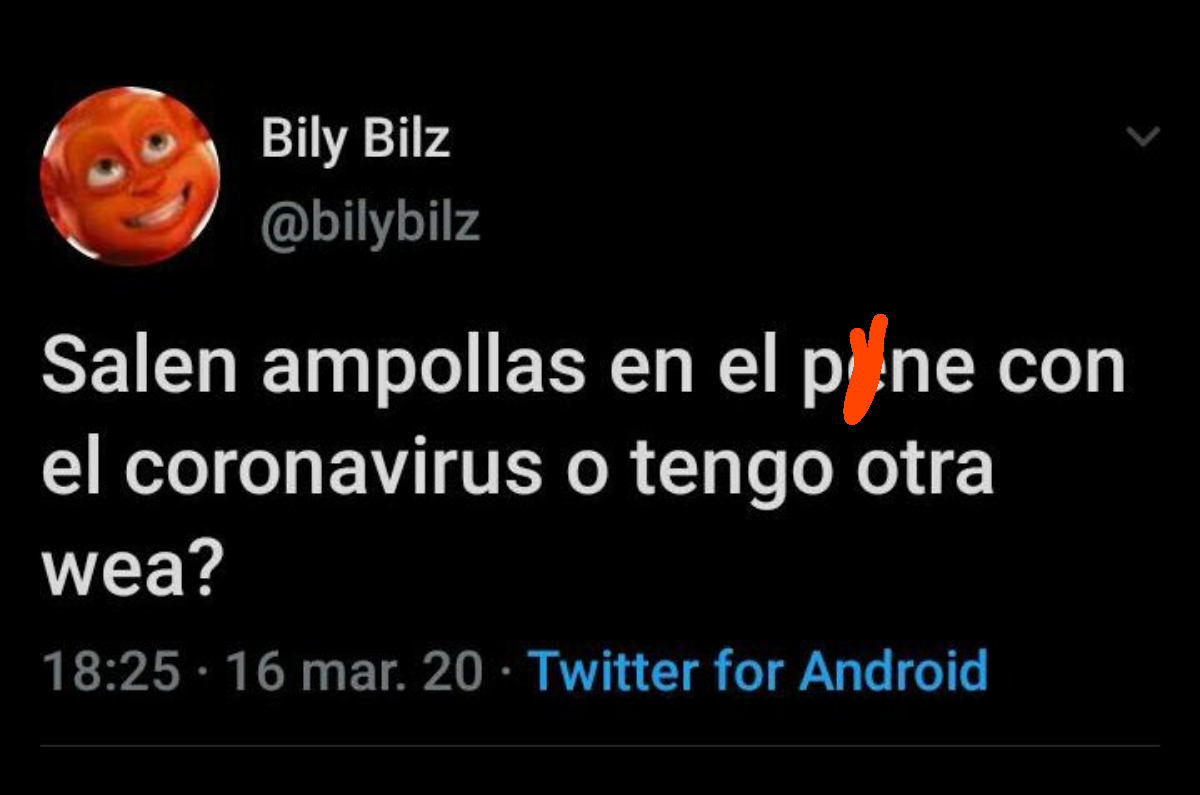 Bily Bilz
@bilybilz
Salen ampollas en el pene con
el coronavirus o tengo otra
wea?
18:25 · 16 mar. 20 · Twitter for Android